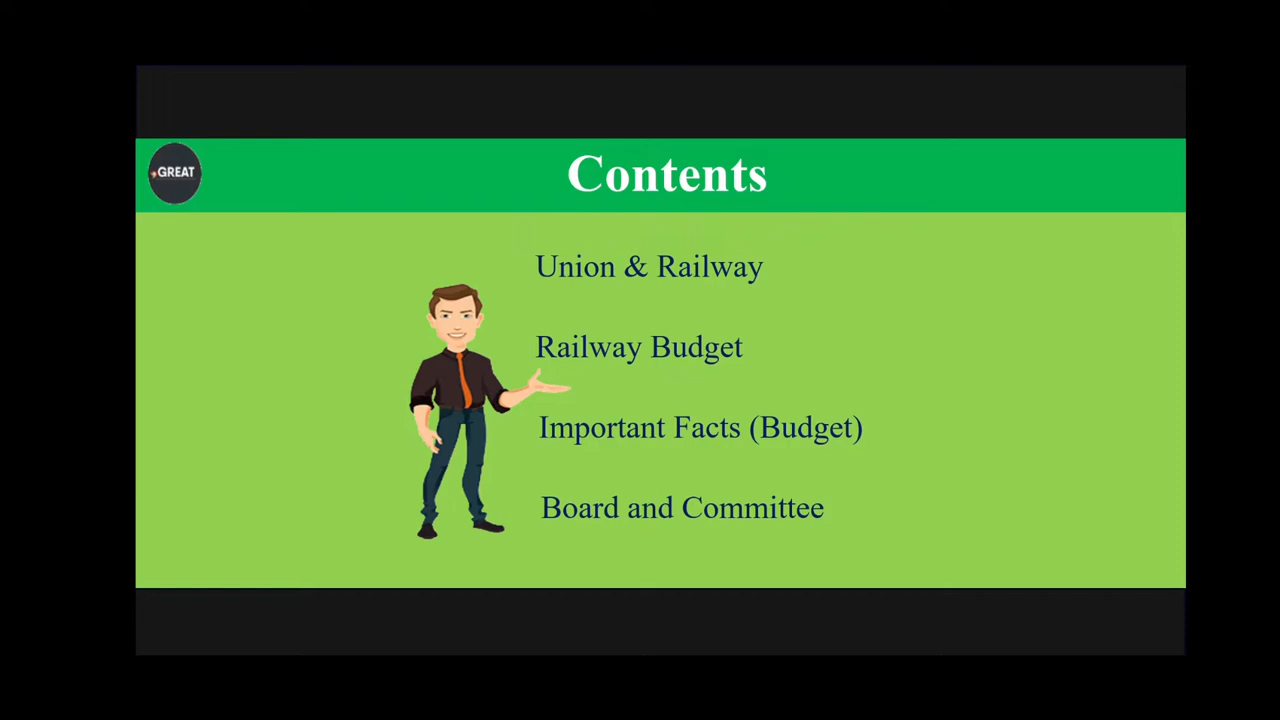 GREAT
Contents
Union & Railway
Railway Budget
Important Facts (Budget)
Board and Committee